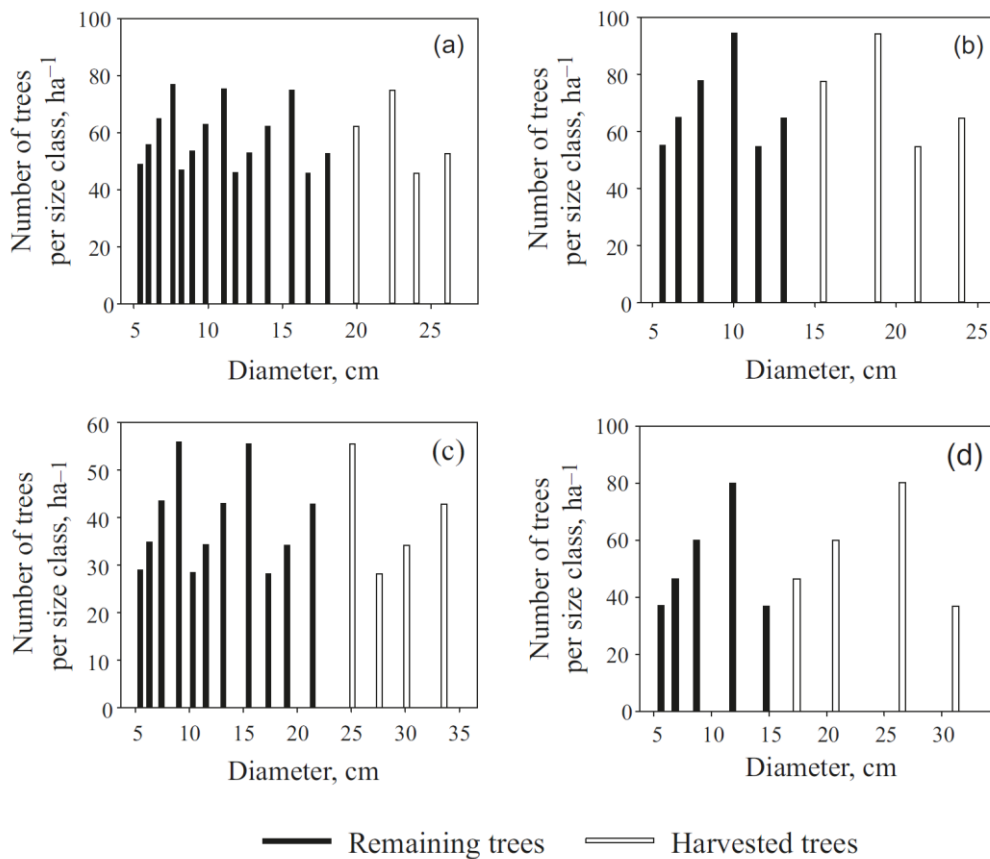 (a)
Number of trees
per size class, ha–1
100
80
60
40
20
0
5 10 15 20 25
Diameter, cm
(b)
Number of trees
per size class, ha–1
100
80
60
40
20
0
5 10 15 20 25
Diameter, cm
(c)
Number of trees
per size class, ha–1
60
50
40
30
20
10
0
5 10 15 20 25 30 35
Diameter, cm
(d)
Number of trees
per size class, ha–1
100
80
60
40
20
0
5 10 15 20 25 30
Diameter, cm
Remaining trees Harvested trees